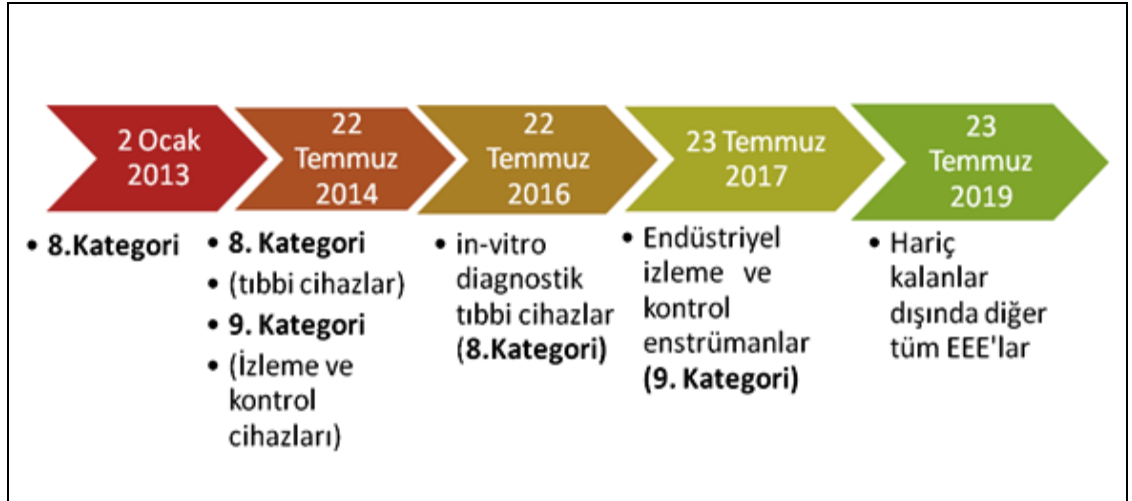 2 Ocak
2013
22
Temmuz
2014
22
Temmuz
2016
23 Temmuz
2017
23
Temmuz
2019
• 8.Kategori
• 8. Kategori
• (tıbbi cihazlar)
• 9. Kategori
• (İzleme ve
kontrol
cihazları)
• in-vitro
diagnostik
tıbbi cihazlar
(8.Kategori)
• Endüstriyel
izleme ve
kontrol
enstrümanlar
(9. Kategori)
• Hariç
kalanlar
dışında diğer
tüm EEE'lar